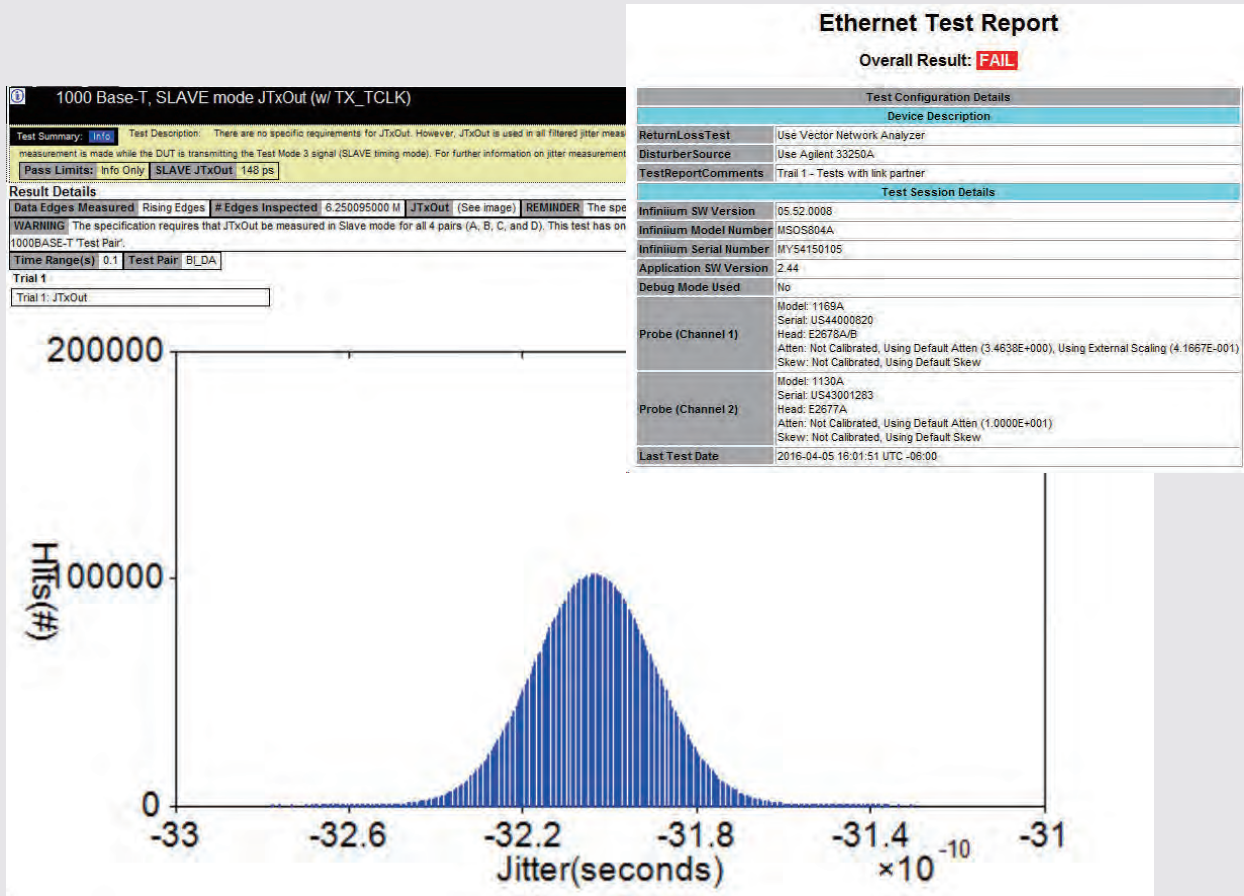 1000 Base-T, SLAVE mode JTxOut (w/ TX_TCLK)
Test Summary: Info Test Description: There are no specific requirements for JTxOut. However, JTxOut is used in all filtered jitter meas
measurement is made while the DUT is transmitting the Test Mode 3 signal (SLAVE timing mode). For further information on jitter measurement
Pass Limits: Info Only SLAVE JTxOut 148 ps
Result Details
Data Edges Measured Rising Edges # Edges Inspected 6.250095000 M JTxOut (See image) REMINDER The spe
WARNING The specification requires that JTxOut be measured in Slave mode for all 4 pairs (A, B, C, and D). This test has on
1000BASE-T 'Test Pair'.
Time Range(s) 0.1 Test Pair BI_DA
Trial 1
Trial 1: JTxOut
200000
100000
0
Hits(#)
-33 -32.6 -32.2 -31.8 -31.4 -31
Jitter(seconds) ×10 -10
Ethernet Test Report
Overall Result: FAIL
Test Configuration Details
Device Description
ReturnLossTest Use Vector Network Analyzer
DisturberSource Use Agilent 33250A
TestReportComments Trail 1 - Tests with link partner
Test Session Details
Infiniium SW Version 05.52.0008
Infiniium Model Number MSOS804A
Infiniium Serial Number MY54150105
Application SW Version 2.44
Debug Mode Used No
Probe (Channel 1) Model: 1169A
Serial: US44000820
Head: E2678A/B
Atten: Not Calibrated, Using Default Atten (3.4638E+000), Using External Scaling (4.1667E-001)
Skew: Not Calibrated, Using Default Skew
Probe (Channel 2) Model: 1130A
Serial: US43001283
Head: E2677A
Atten: Not Calibrated, Using Default Atten (1.0000E+001)
Skew: Not Calibrated, Using Default Skew
Last Test Date 2016-04-05 16:01:51 UTC -06:00